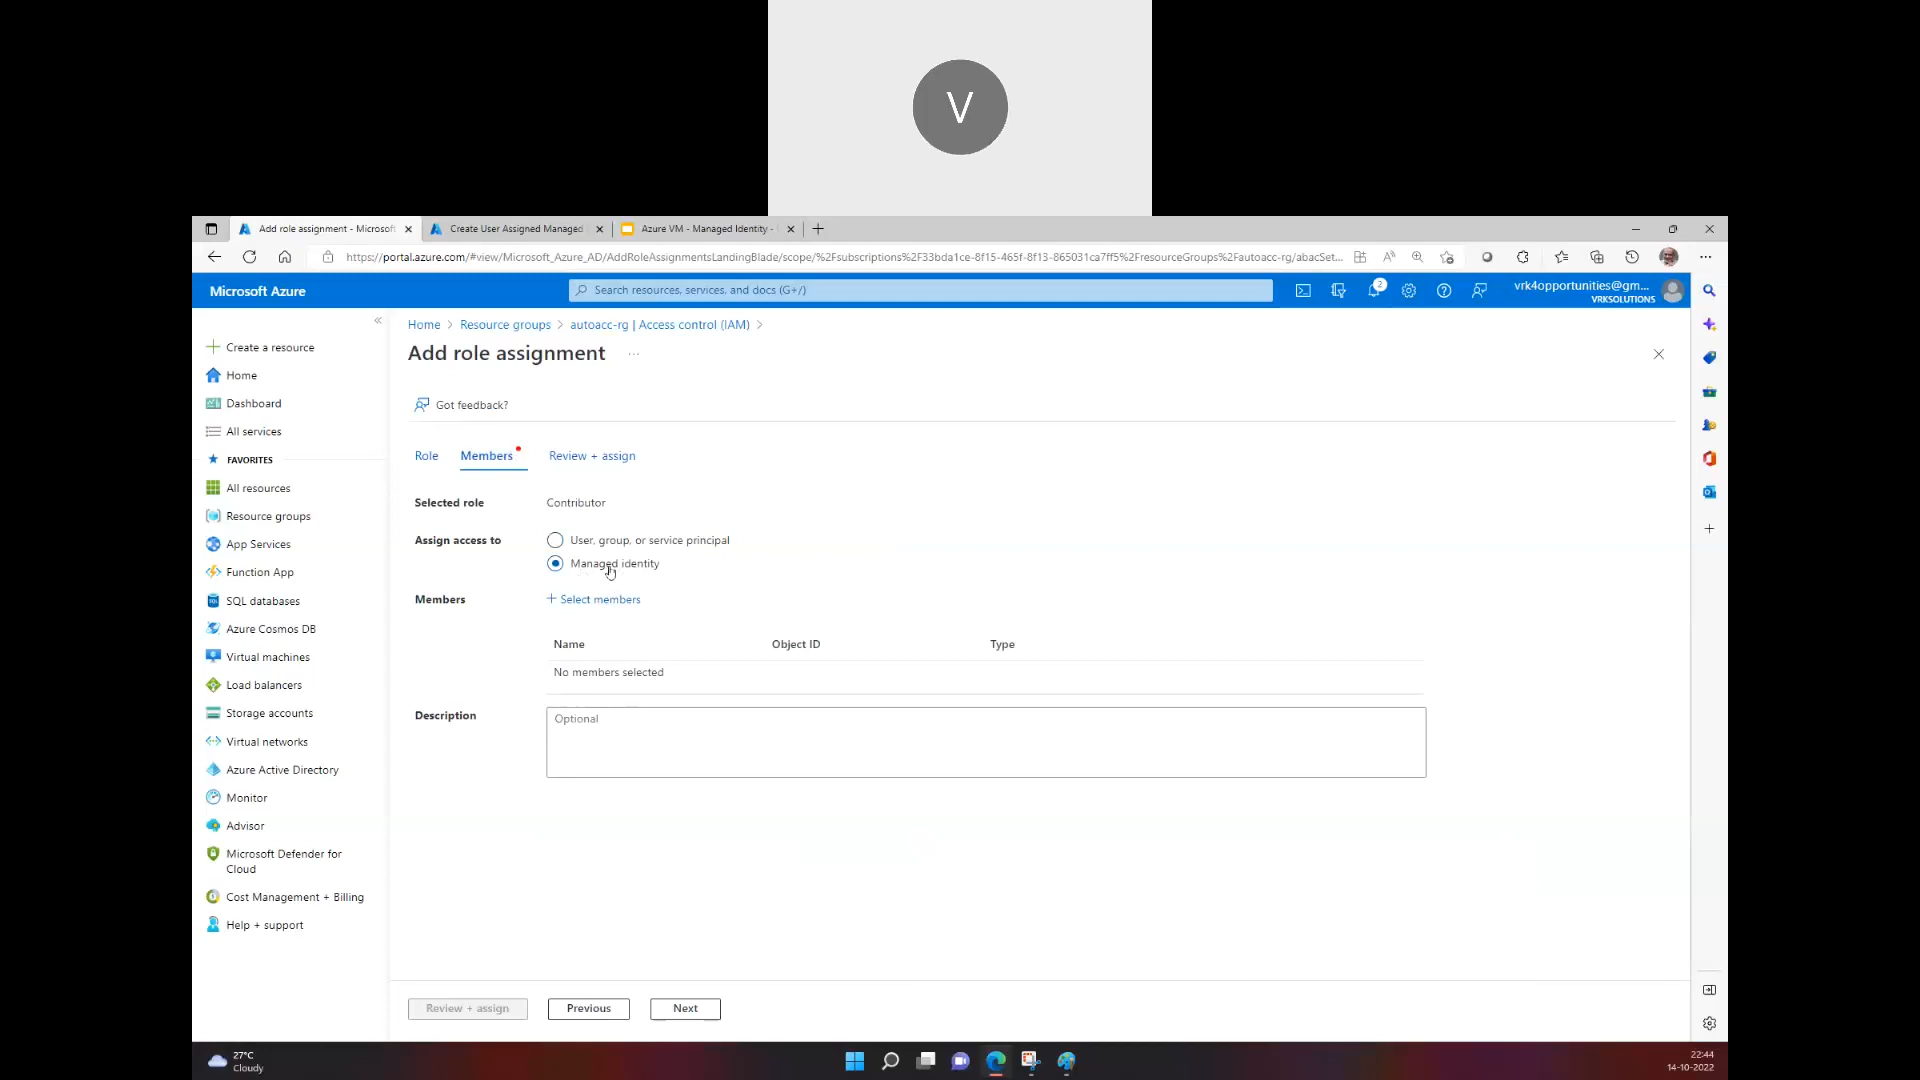 V
Add role assignment - Microsof
Create User Assigned Managed
Azure VM - Managed Identity -
https://portal.azure.com/#view/Microsoft_Azure_AD/AddRoleAssignmentsLandingBlade/scope/%2Fsubscriptions%2F33bda1ce-8f15-465f-8f13-865031ca7ff5%2FresourceGroups%2Fautoacc-rg/abacSet...
Microsoft Azure
Search resources, services, and docs (G+/)
2
vrk4opportunities@gm...
VRKSOLUTIONS
Home > Resource groups > autoacc-rg | Access control (IAM) >
Add role assignment
Got feedback?
Role
Members
Review + assign
Selected role
Contributor
Assign access to
User, group, or service principal
Managed identity
Members
+ Select members
Name
Object ID
Type
No members selected
Description
Optional
Review + assign
Previous
Next
Create a resource
Home
Dashboard
All services
FAVORITES
All resources
Resource groups
App Services
Function App
SQL databases
Azure Cosmos DB
Virtual machines
Load balancers
Storage accounts
Virtual networks
Azure Active Directory
Monitor
Advisor
Microsoft Defender for
Cloud
Cost Management + Billing
Help + support
27°C
Cloudy
22:44
14-10-2022